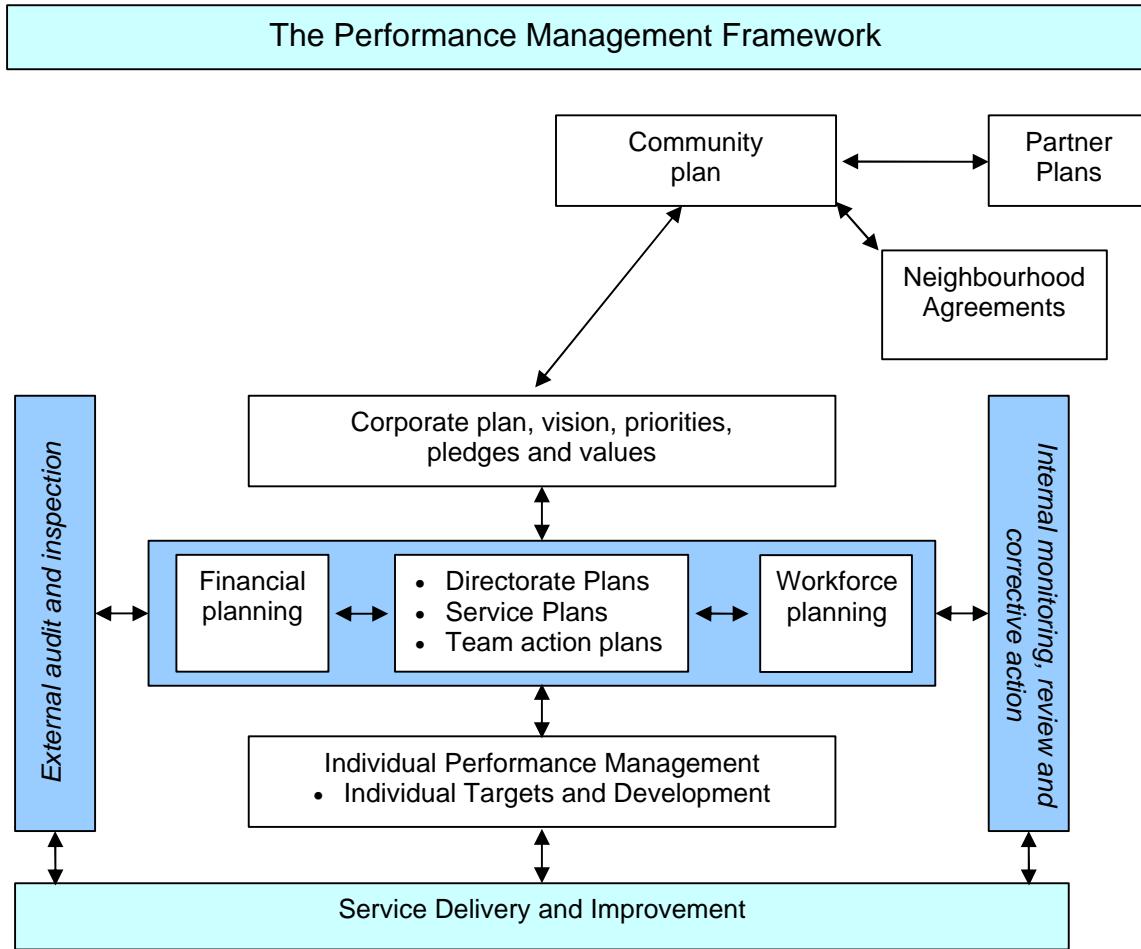 The Performance Management Framework
Community
plan
Partner
Plans
Neighbourhood
Agreements
Corporate plan, vision, priorities,
pledges and values
External audit and inspection
Financial
planning
• Directorate Plans
• Service Plans
• Team action plans
Workforce
planning
Internal monitoring, review and
corrective action
Individual Performance Management
• Individual Targets and Development
Service Delivery and Improvement